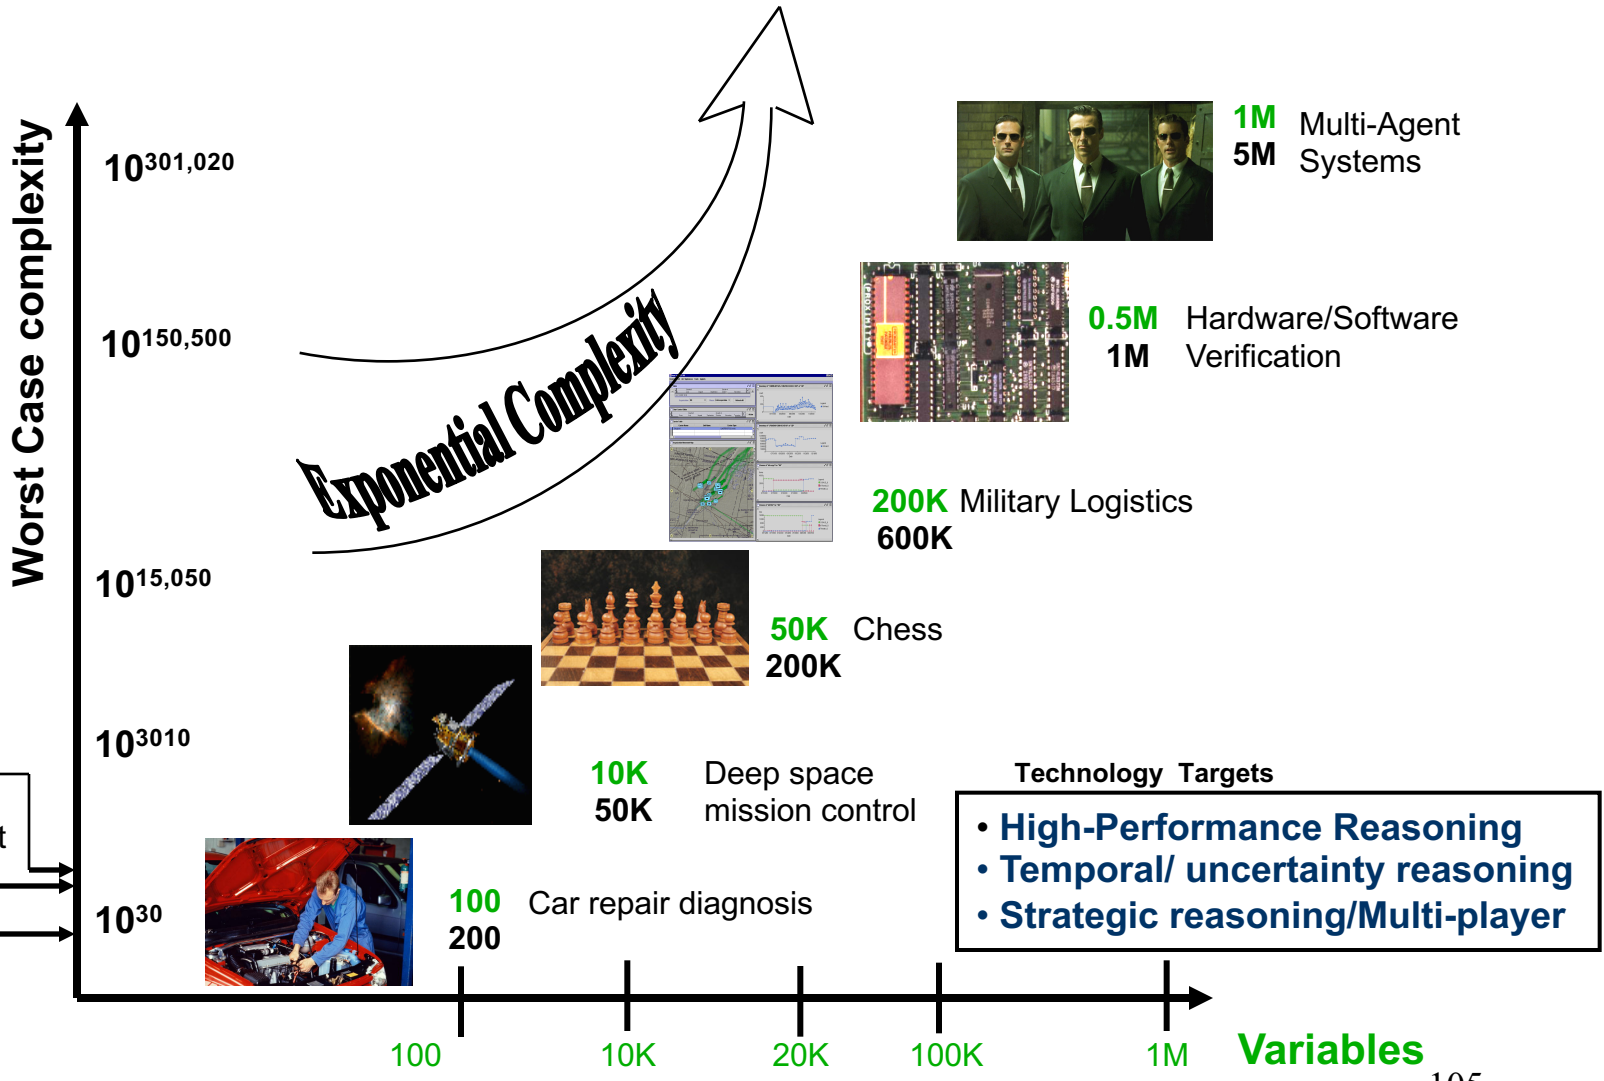 Worst Case complexity
10^301,020
10^150,500
10^15,050
10^3010
10^30
Exponential Complexity
1M
5M
Multi-Agent
Systems
0.5M
1M
Hardware/Software
Verification
200K Military Logistics
600K
50K Chess
200K
10K
50K
Deep space
mission control
100 Car repair diagnosis
200
t
Technology Targets
• High-Performance Reasoning
• Temporal/ uncertainty reasoning
• Strategic reasoning/Multi-player
100 10K 20K 100K 1M Variables